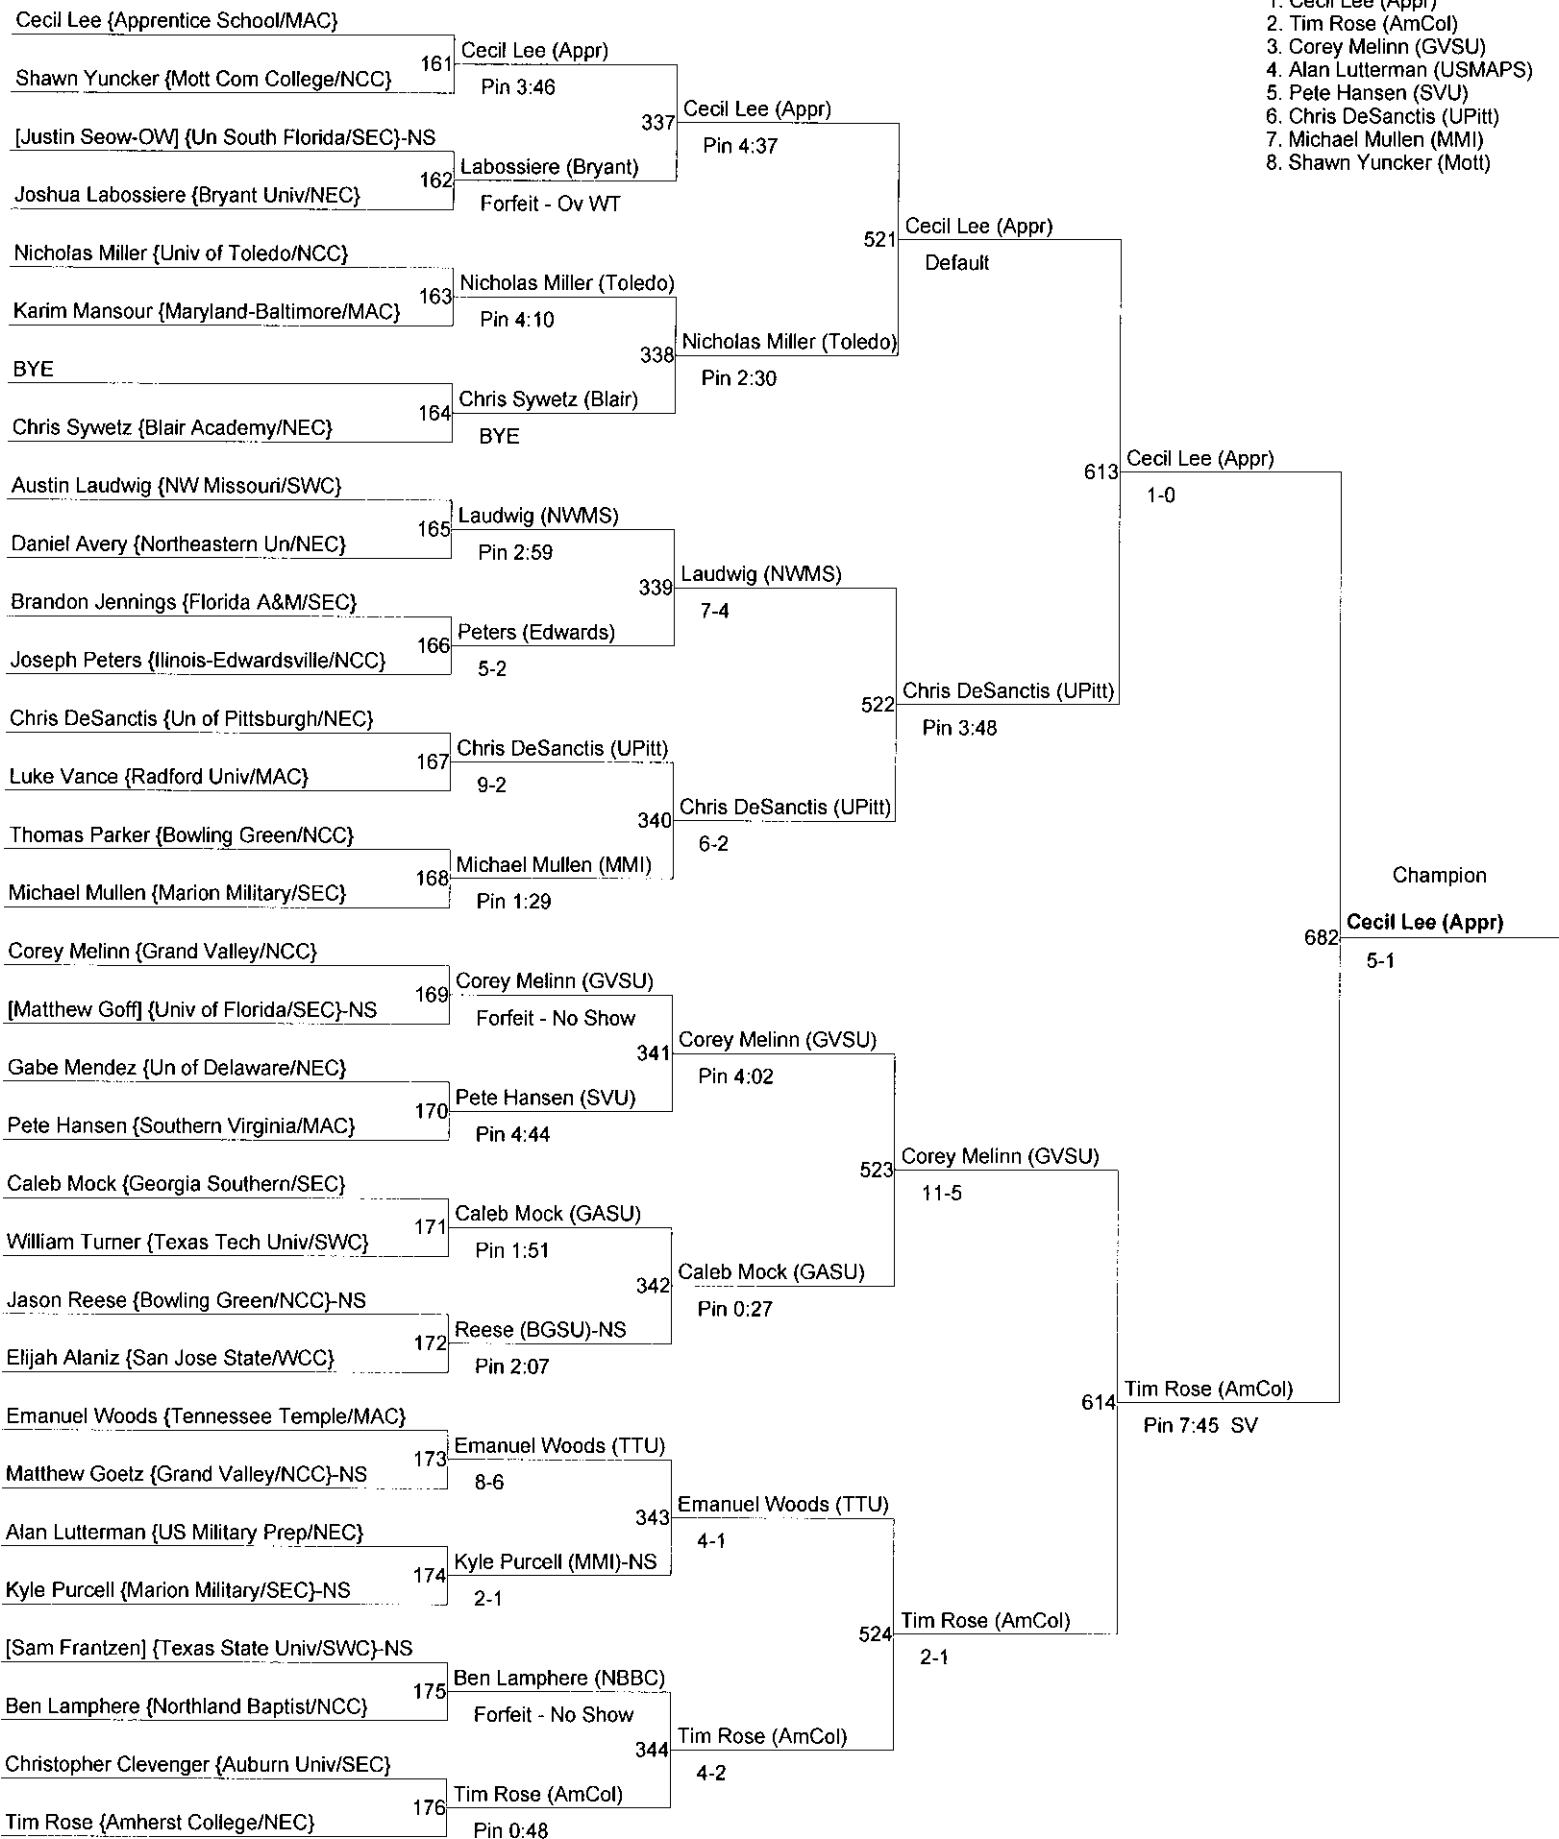 Cecil Lee {Apprentice School/MAC}
161
Cecil Lee (Appr)
Shawn Yuncker {Mott Com College/NCC}
Pin 3:46
337
Cecil Lee (Appr)
Pin 4:37
[Justin Seow-OW] {Un South Florida/SEC}-NS
162
Labossiere (Bryant)
Joshua Labossiere {Bryant Univ/NEC}
Forfeit - Ov WT
521
Cecil Lee (Appr)
Default
Nicholas Miller {Univ of Toledo/NCC}
163
Nicholas Miller (Toledo)
Karim Mansour {Maryland-Baltimore/MAC}
Pin 4:10
338
Nicholas Miller (Toledo)
Pin 2:30
BYE
164
Chris Sywetz (Blair)
Chris Sywetz {Blair Academy/NEC}
BYE
613
Cecil Lee (Appr)
1-0
Austin Laudwig {NW Missouri/SWC}
165
Laudwig (NWMS)
Daniel Avery {Northeastern Un/NEC}
Pin 2:59
339
Laudwig (NWMS)
7-4
Brandon Jennings {Florida A&M/SEC}
166
Peters (Edwards)
Joseph Peters {Ilinois-Edwardsville/NCC}
5-2
522
Chris DeSanctis (UPitt)
Pin 3:48
Chris DeSanctis {Un of Pittsburgh/NEC}
167
Chris DeSanctis (UPitt)
Luke Vance {Radford Univ/MAC}
9-2
340
Chris DeSanctis (UPitt)
6-2
Thomas Parker {Bowling Green/NCC}
168
Michael Mullen (MMI)
Michael Mullen {Marion Military/SEC}
Pin 1:29
Champion
682
Cecil Lee (Appr)
5-1
Corey Melinn {Grand Valley/NCC}
169
Corey Melinn (GVSU)
[Matthew Goff] {Univ of Florida/SEC}-NS
Forfeit - No Show
341
Corey Melinn (GVSU)
Pin 4:02
Gabe Mendez {Un of Delaware/NEC}
170
Pete Hansen (SVU)
Pete Hansen {Southern Virginia/MAC}
Pin 4:44
523
Corey Melinn (GVSU)
11-5
Caleb Mock {Georgia Southern/SEC}
171
Caleb Mock (GASU)
William Turner {Texas Tech Univ/SWC}
Pin 1:51
342
Caleb Mock (GASU)
Pin 0:27
Jason Reese {Bowling Green/NCC}-NS
172
Reese (BGSU)-NS
Elijah Alaniz {San Jose State/WCC}
Pin 2:07
614
Tim Rose (AmCol)
Pin 7:45 SV
Emanuel Woods {Tennessee Temple/MAC}
173
Emanuel Woods (TTU)
Matthew Goetz {Grand Valley/NCC}-NS
8-6
343
Emanuel Woods (TTU)
4-1
Alan Lutterman {US Military Prep/NEC}
174
Kyle Purcell (MMI)-NS
Kyle Purcell {Marion Military/SEC}-NS
2-1
524
Tim Rose (AmCol)
2-1
[Sam Frantzen] {Texas State Univ/SWC}-NS
175
Ben Lamphere (NBBC)
Ben Lamphere {Northland Baptist/NCC}
Forfeit - No Show
344
Tim Rose (AmCol)
4-2
Christopher Clevenger {Auburn Univ/SEC}
176
Tim Rose (AmCol)
Tim Rose {Amherst College/NEC}
Pin 0:48
1. Cecil Lee (Appr)
2. Tim Rose (AmCol)
3. Corey Melinn (GVSU)
4. Alan Lutterman (USMAPS)
5. Pete Hansen (SVU)
6. Chris DeSanctis (UPitt)
7. Michael Mullen (MMI)
8. Shawn Yuncker (Mott)